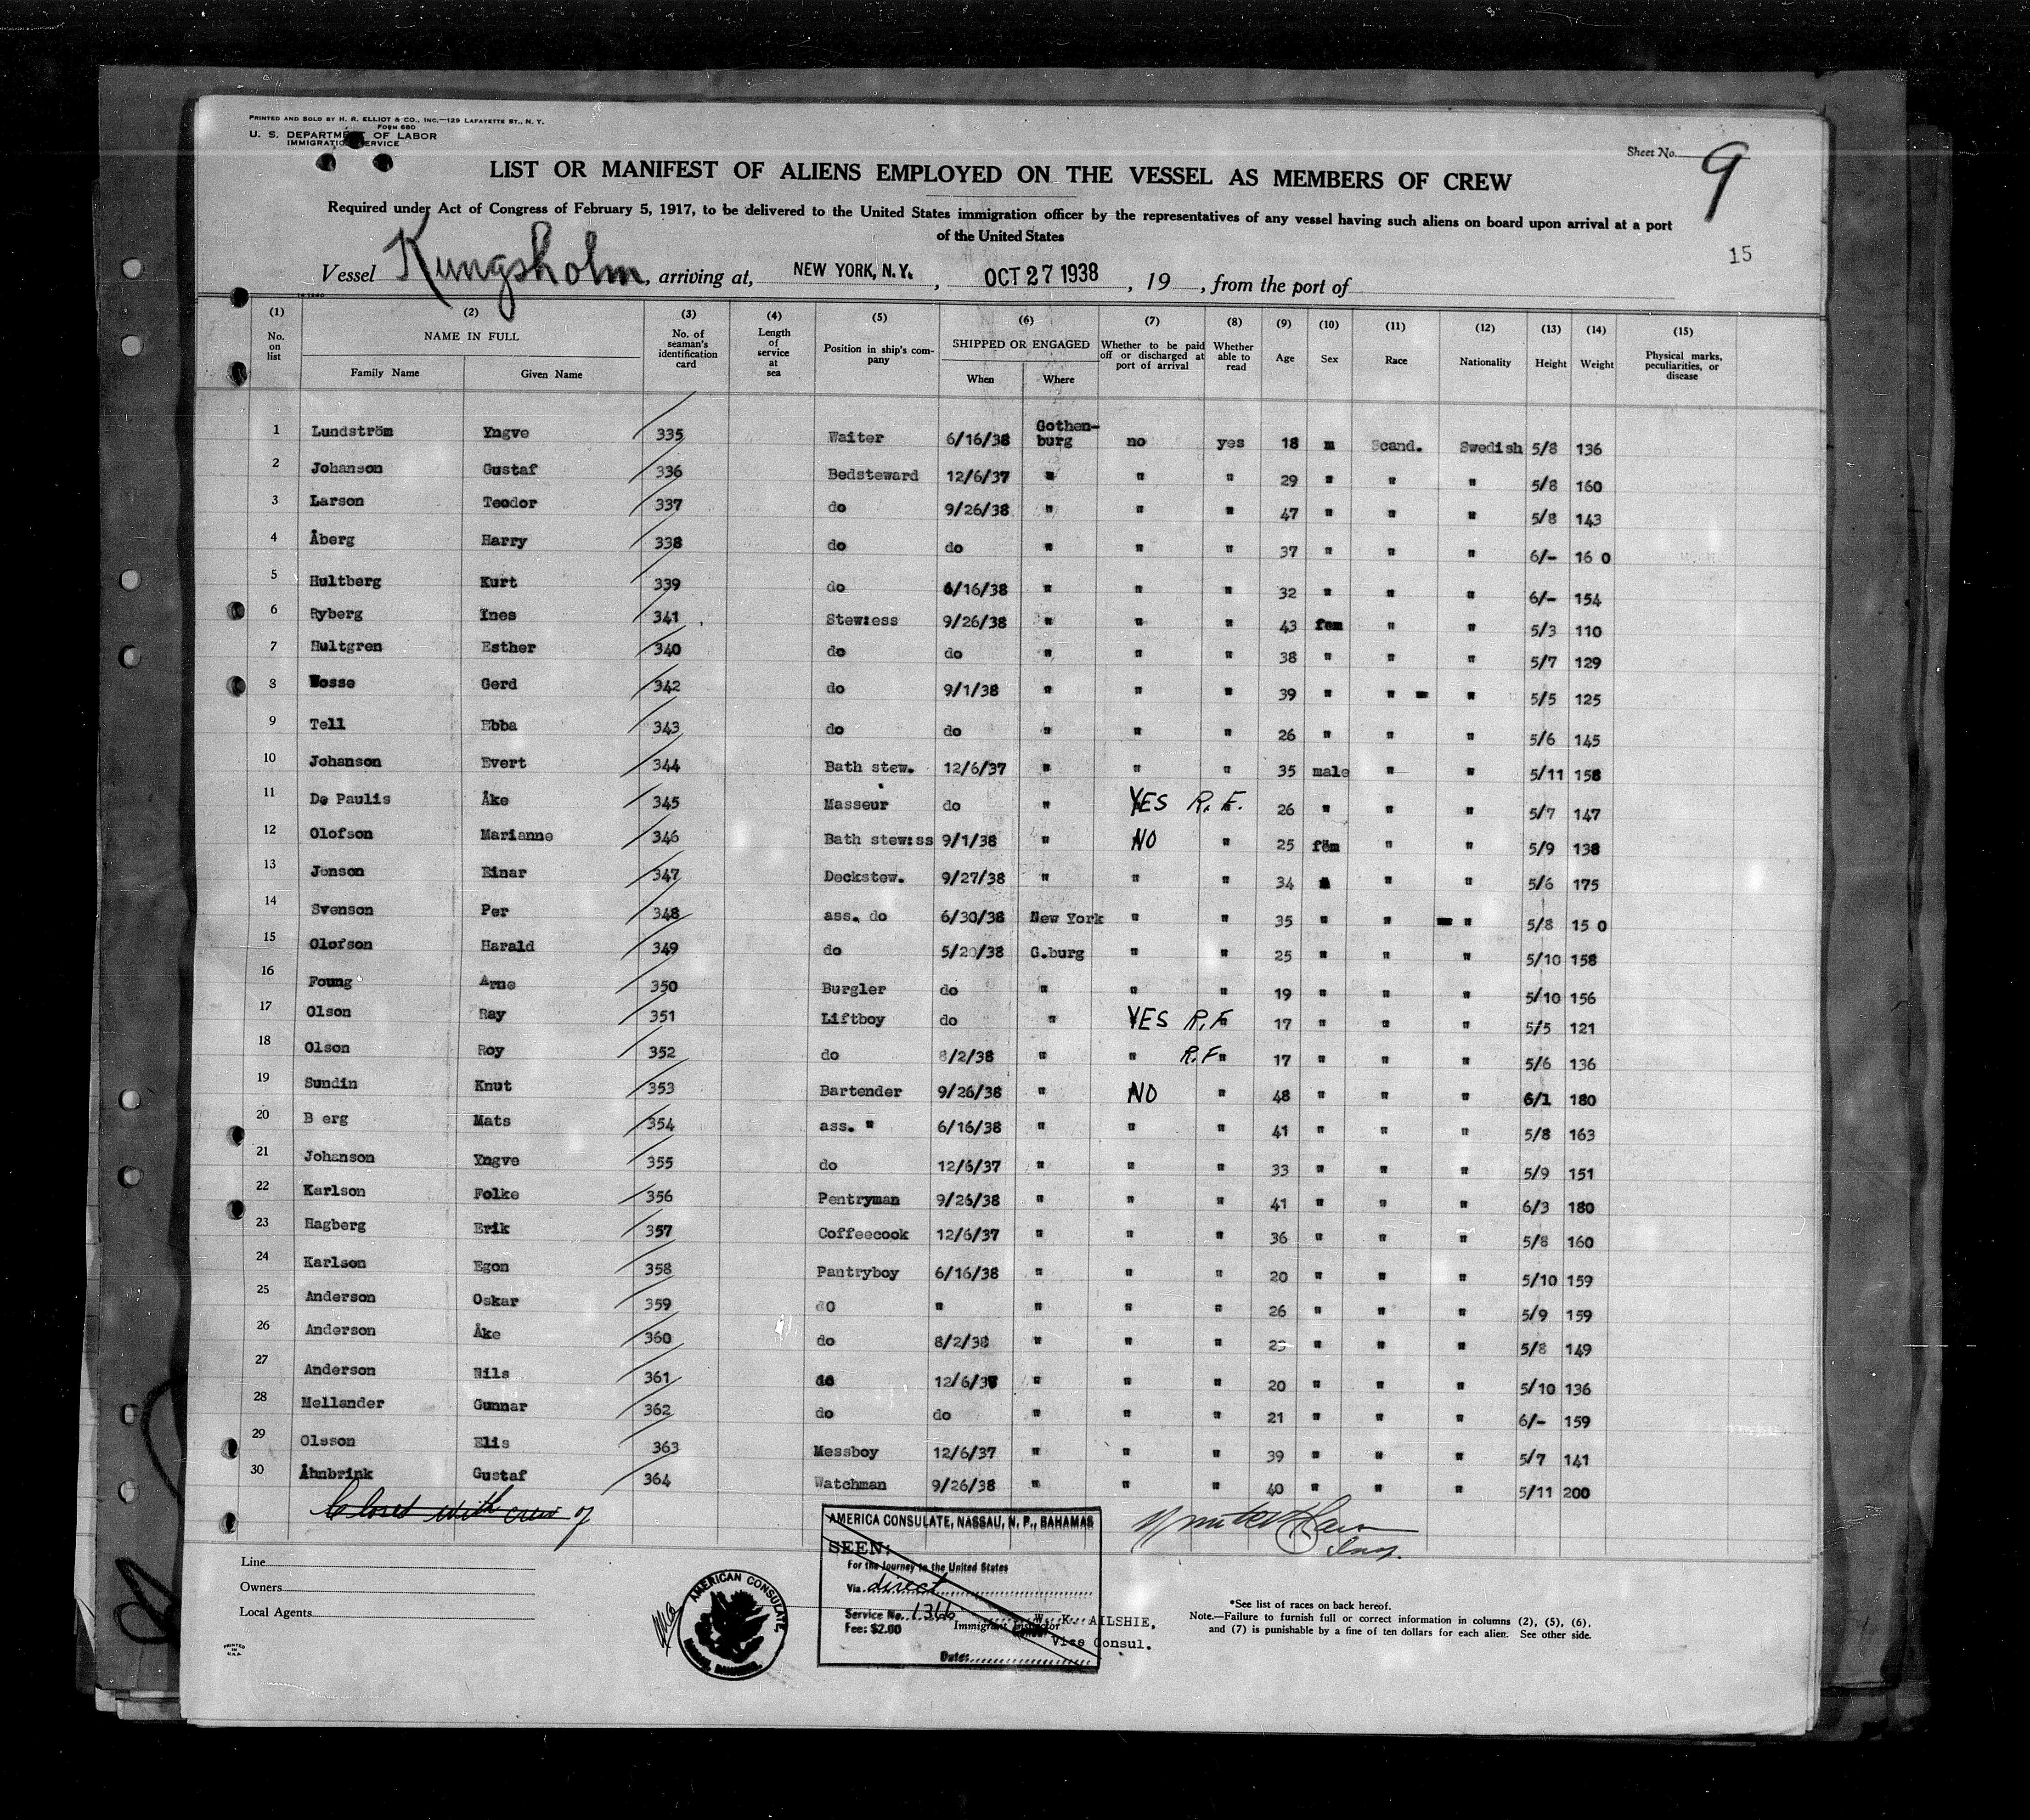 PRINTED AND SOLD BY H. R. ELLIOT & CO., INC.—129 LAFAYETTE ST., N. Y.
FORM 680
U. S. DEPARTMENT OF LABOR
IMMIGRATION SERVICE
Sheet No. 9
LIST OR MANIFEST OF ALIENS EMPLOYED ON THE VESSEL AS MEMBERS OF CREW
Required under Act of Congress of February 5, 1917, to be delivered to the United States immigration officer by the representatives of any vessel having such aliens on board upon arrival at a port
of the United States
15
Vessel Kungsholm, arriving at, NEW YORK, N.Y. , OCT 27 1938 , 19 , from the port of
(1) (2) (3) (4) (5) (6) (7) (8) (9) (10) (11) (12) (13) (14) (15)
No. on list NAME IN FULL No. of seaman's identification card Length of service at sea Position in ship's company SHIPPED OR ENGAGED Whether to be paid off or discharged at port of arrival Whether able to read Age Sex Race Nationality Height Weight Physical marks, peculiarities, or disease
Family Name Given Name When Where
1 Lundström Yngve 335 Waiter 6/16/38 Gothen-burg no yes 18 m Scand. Swedish 5/8 136
2 Johanson Gustaf 336 Bedsteward 12/6/37 " " " 29 " " " 5/8 160
3 Larson Teodor 337 do 9/26/38 " " " 47 " " " 5/8 143
4 Åberg Harry 338 do do " " " 37 " " " 6/- 16 0
5 Hultberg Kurt 339 do 6/16/38 " " " 32 " " " 6/- 154
6 Ryberg Ines 341 Stew:ess 9/26/38 " " " 43 fem " " 5/3 110
7 Hultgren Esther 340 do do " " " 38 " " " 5/7 129
8 Wosse Gerd 342 do 9/1/38 " " " 39 " " " 5/5 125
9 Tell Ebba 343 do do " " " 26 " " " 5/6 145
10 Johanson Evert 344 Bath stew. 12/6/37 " " " 35 male " " 5/11 158
11 De Paulis Åke 345 Masseur do " YES R.F. 26 " " " 5/7 147
12 Olofson Marianne 346 Bath stew:ss 9/1/38 " NO " 25 fem " " 5/9 138
13 Jönson Einar 347 Deckstew. 9/27/38 " " " 34 m " " 5/6 175
14 Svenson Per 348 ass. do 6/30/38 New York " " 35 " " " 5/8 15 0
15 Olofson Harald 349 do 5/20/38 G.burg " " 25 " " " 5/10 158
16 Foung Arne 350 Burgler do " " " 19 " " " 5/10 156
17 Olson Ray 351 Liftboy do " YES R.F. 17 " " " 5/5 121
18 Olson Roy 352 do 8/2/38 " " R.F. " 17 " " " 5/6 136
19 Sundin Knut 353 Bartender 9/26/38 " NO " 48 " " " 6/1 180
20 B erg Mats 354 ass. " 6/16/38 " " " 41 " " " 5/8 163
21 Johanson Yngve 355 do 12/6/37 " " " 33 " " " 5/9 151
22 Karlson Folke 356 Pentryman 9/26/38 " " " 41 " " " 6/3 180
23 Hagberg Erik 357 Coffeecook 12/6/37 " " " 36 " " " 5/8 160
24 Karlson Egon 358 Pantryboy 6/16/38 " " " 20 " " " 5/10 159
25 Anderson Oskar 359 do " " " " 26 " " " 5/9 159
26 Anderson Åke 360 do 8/2/38 " " " 23 " " " 5/8 149
27 Anderson Nils 361 do 12/6/37 " " " 20 " " " 5/10 136
28 Mellander Gunnar 362 do do " " " 21 " " " 6/- 159
29 Olsson Elis 363 Messboy 12/6/37 " " " 39 " " " 5/7 141
30 Åhnbrink Gustaf 364 Watchman 9/26/38 " " " 40 " " " 5/11 200
Closed with crew of
Line
Owners
Local Agents
PRINTED IN U.S.A.
AMERICAN CONSULATE
NASSAU, BAHAMAS
AMERICA CONSULATE, NASSAU, N. P., BAHAMAS
SEEN:
For the Journey to the United States
Via direct
Service No. 1366
Fee: $2.00
W. K. AILSHIE,
Immigrant Inspector
Vice Consul.
Date:
*See list of races on back hereof.
Note.—Failure to furnish full or correct information in columns (2), (5), (6),
and (7) is punishable by a fine of ten dollars for each alien. See other side.